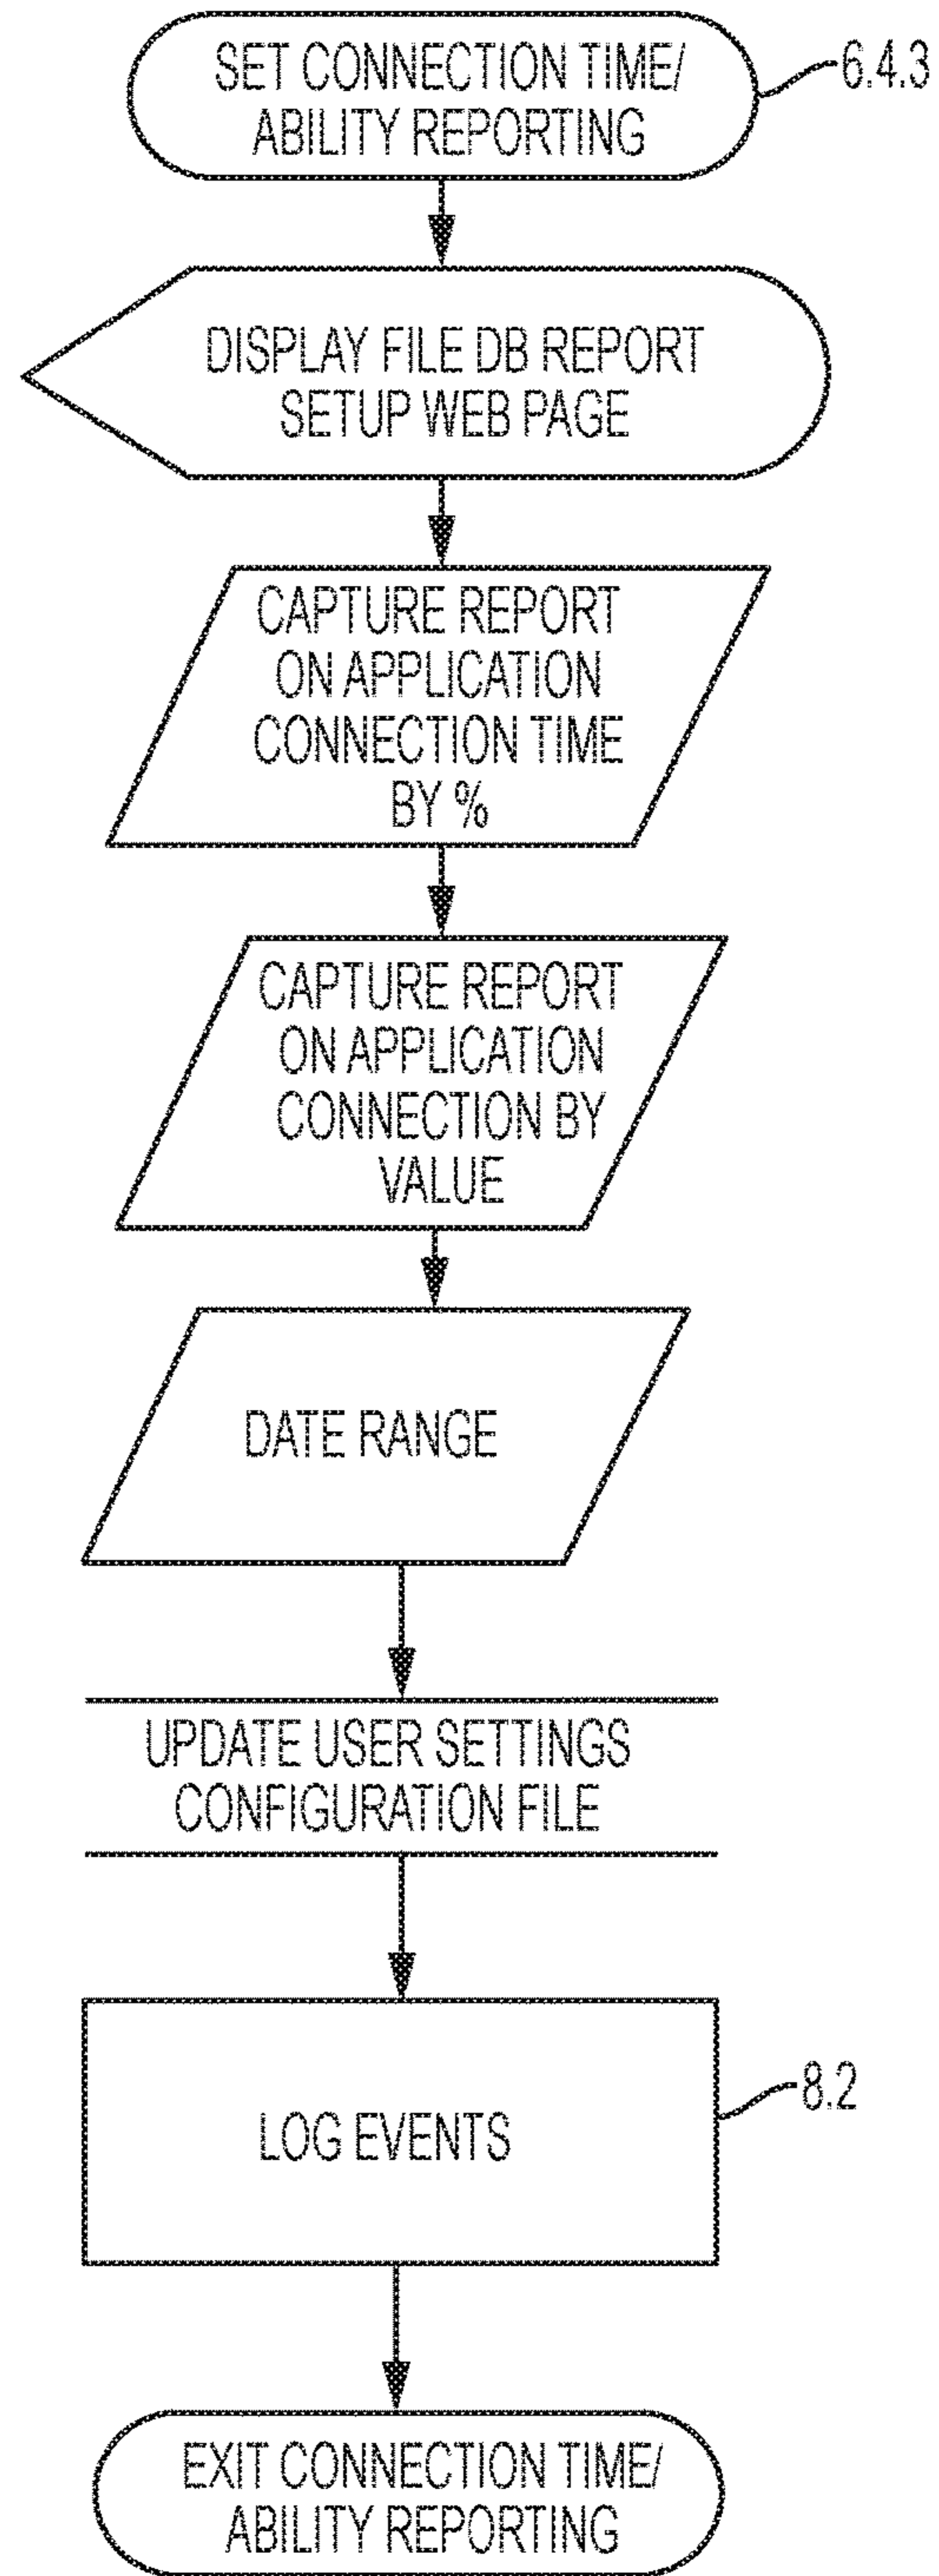 SET CONNECTION TIME/
ABILITY REPORTING
6.4.3
DISPLAY FILE DB REPORT
SETUP WEB PAGE
CAPTURE REPORT
ON APPLICATION
CONNECTION TIME
BY %
CAPTURE REPORT
ON APPLICATION
CONNECTION BY
VALUE
DATE RANGE
UPDATE USER SETTINGS
CONFIGURATION FILE
LOG EVENTS
8.2
EXIT CONNECTION TIME/
ABILITY REPORTING